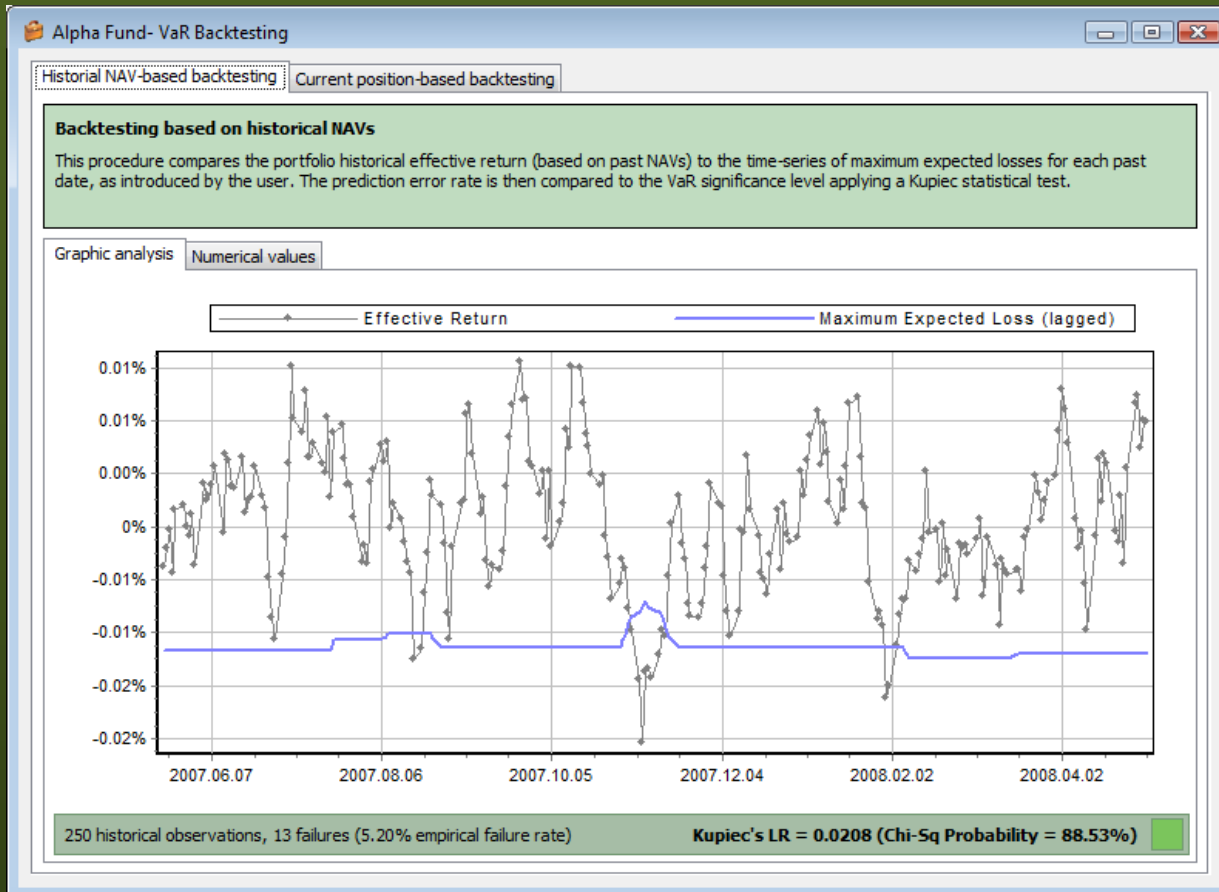 Alpha Fund- VaR Backtesting
Historial NAV-based backtesting
Current position-based backtesting
Backtesting based on historical NAVs
This procedure compares the portfolio historical effective return (based on past NAVs) to the time-series of maximum expected losses for each past
date, as introduced by the user. The prediction error rate is then compared to the VaR significance level applying a Kupiec statistical test.
Graphic analysis
Numerical values
Effective Return
Maximum Expected Loss (lagged)
0.01%
0.01%
0.00%
0%
-0.01%
-0.01%
-0.02%
-0.02%
2007.06.07
2007.08.06
2007.10.05
2007.12.04
2008.02.02
2008.04.02
250 historical observations, 13 failures (5.20% empirical failure rate)
Kupiec's LR = 0.0208 (Chi-Sq Probability = 88.53%)